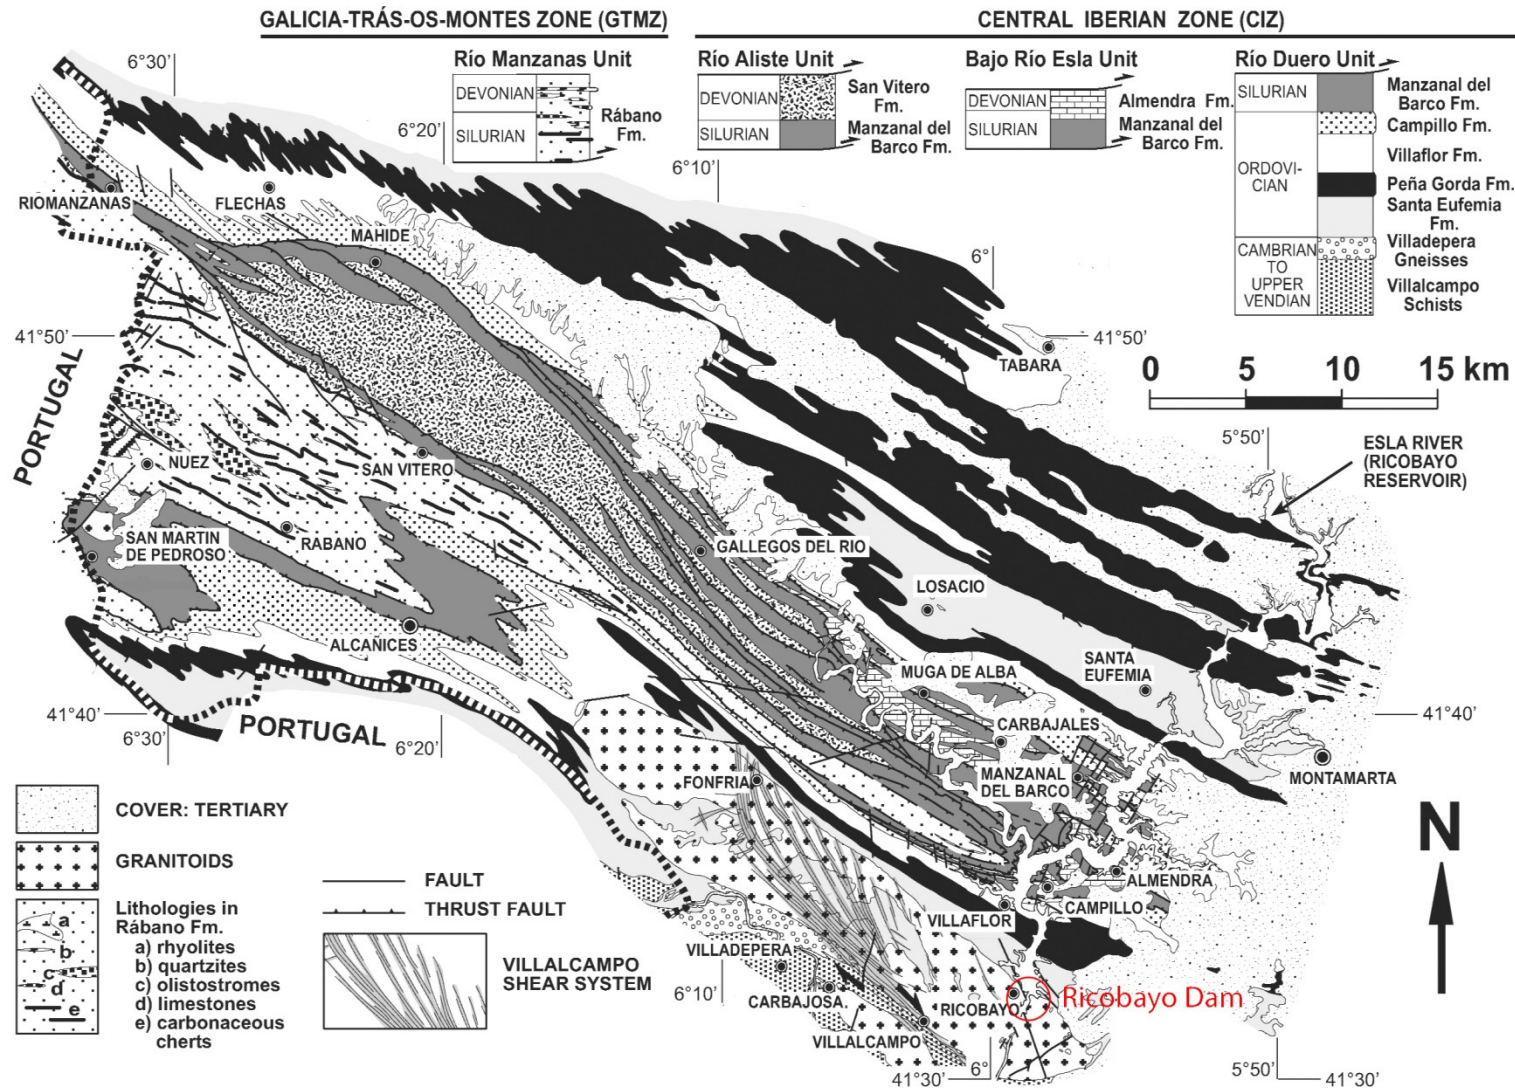 GALICIA-TRÁS-OS-MONTES ZONE (GTMZ)
CENTRAL IBERIAN ZONE (CIZ)
Río Manzanas Unit
DEVONIAN
SILURIAN
Rábano
Fm.
Río Aliste Unit
DEVONIAN
SILURIAN
San Vitero
Fm.
Manzanal del
Barco Fm.
Bajo Río Esla Unit
DEVONIAN
SILURIAN
Almendra Fm.
Manzanal del
Barco Fm.
Río Duero Unit
SILURIAN
ORDOVI-
CIAN
CAMBRIAN
TO
UPPER
VENDIAN
Manzanal del
Barco Fm.
Campillo Fm.
Villaflor Fm.
Peña Gorda Fm.
Santa Eufemia
Fm.
Villadepera
Gneisses
Villalcampo
Schists
6°30'
6°20'
6°10'
6°
41°50'
41°50'
0 5 10 15 km
5°50'
ESLA RIVER
(RICOBAYO
RESERVOIR)
RIOMANZANAS
FLECHAS
MAHIDE
TABARA
PORTUGAL
NUEZ
SAN VITERO
SAN MARTIN
DE PEDROSO
RABANO
GALLEGOS DEL RIO
LOSACIO
ALCAÑICES
MUGA DE ALBA
SANTA
EUFEMIA
CARBAJALES
41°40'
41°40'
6°30'
PORTUGAL
6°20'
FONFRIA
MANZANAL
DEL BARCO
MONTAMARTA
ALMENDRA
CAMPILLO
VILLAFLOR
VILLADEPERA
CARBAJOSA
RICOBAYO
Ricobayo Dam
VILLALCAMPO
6°10'
6°
41°30'
5°50'
41°30'
N
COVER: TERTIARY
GRANITOIDS
a
b
c
d
e
Lithologies in
Rábano Fm.
a) rhyolites
b) quartzites
c) olistostromes
d) limestones
e) carbonaceous
cherts
FAULT
THRUST FAULT
VILLALCAMPO
SHEAR SYSTEM